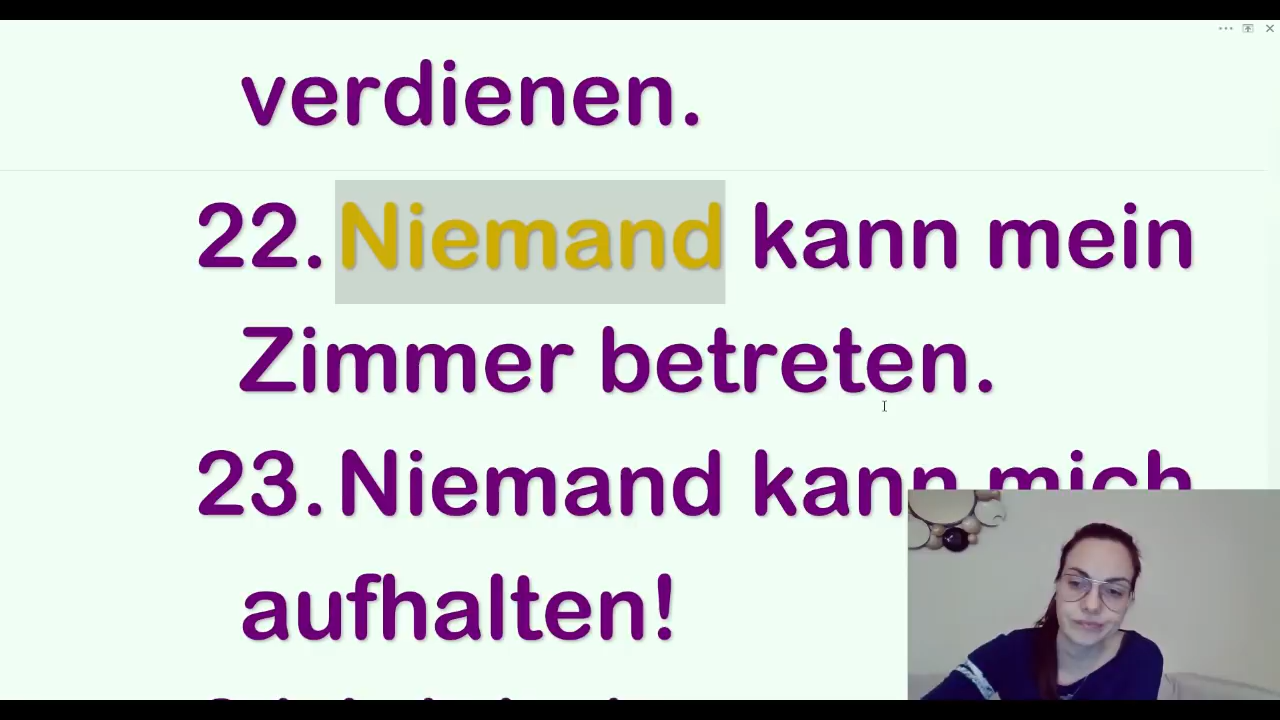 verdienen.
22. Niemand kann mein
Zimmer betreten.
23. Niemand kann mich
aufhalten!